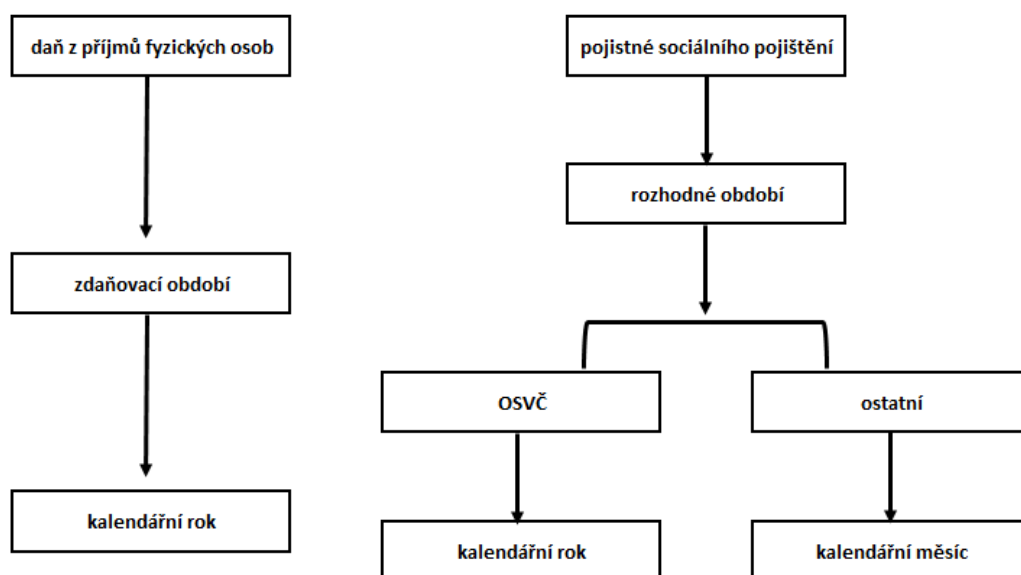 daň z příjmů fyzických osob
zdaňovací období
kalendářní rok
pojistné sociálního pojištění
rozhodné období
OSVČ
ostatní
kalendářní rok
kalendářní měsíc